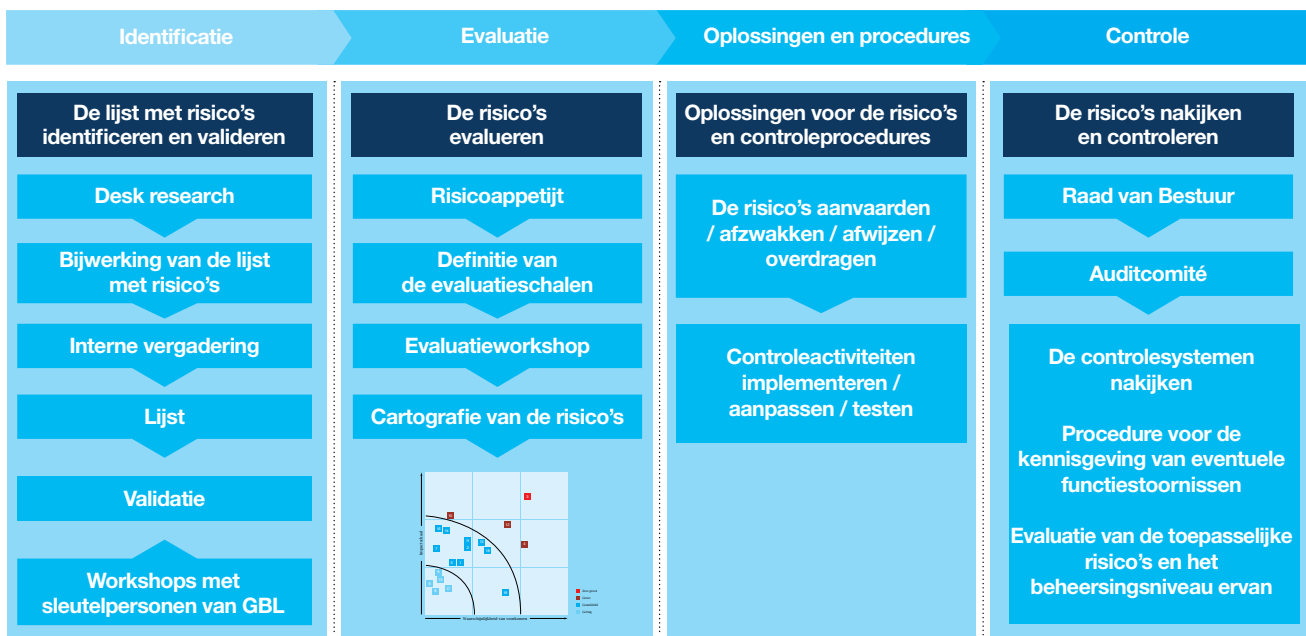 Identificatie
Evaluatie
Oplossingen en procedures
Controle
De lijst met risico's
identificeren en valideren
Desk research
Bijwerking van de lijst
met risico's
Interne vergadering
Lijst
Validatie
Workshops met
sleutelpersonen van GBL
De risico's
evalueren
Risicoappetijt
Definitie van
de evaluatieschalen
Evaluatieworkshop
Cartografie van de risico's
Waarschijnlijkheid van voorkomen
Oplossingen voor de risico's
en controleprocedures
De risico's aanvaarden
/ afzwakken / afwijzen /
overdragen
Controleactiviteiten
implementeren /
aanpassen / testen
De risico's nakijken
en controleren
Raad van Bestuur
Auditcomité
De controlesystemen
nakijken
Procedure voor de
kennisgeving van eventuele
functiestoornissen
Evaluatie van de toepasselijke
risico's en het
beheersingsniveau ervan